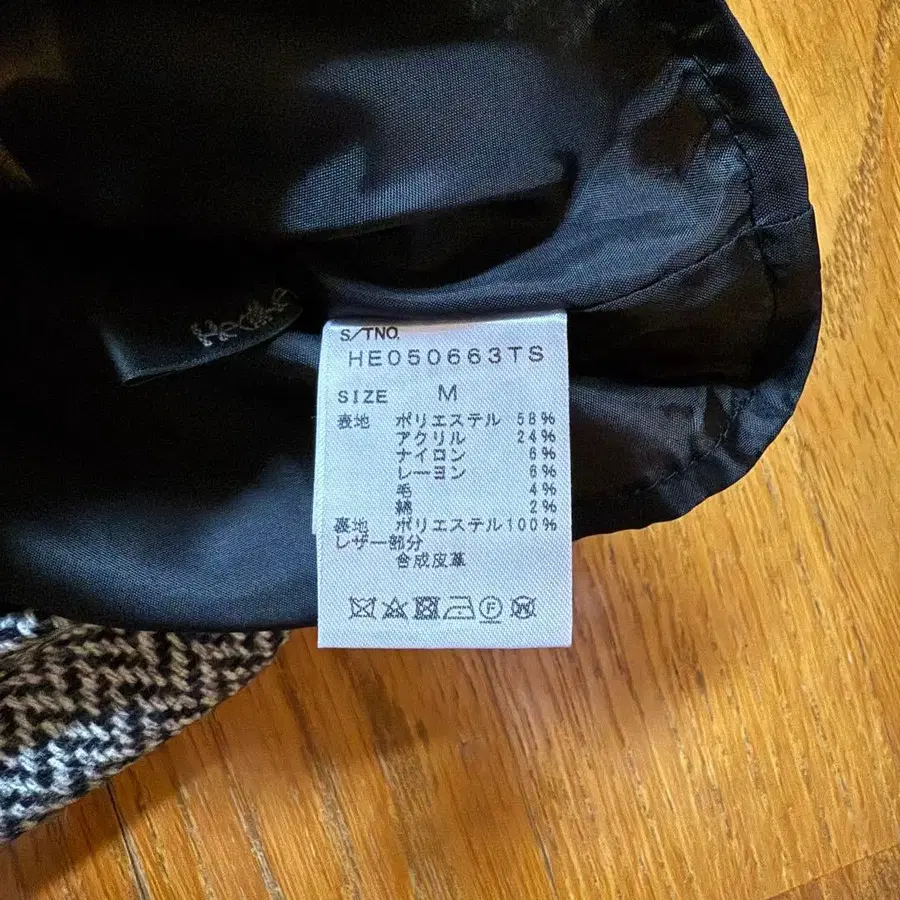 S/TNO.
HE050663TS
SIZE M
表地 ポリエステル 58%
アクリル 24%
ナイロン 6%
レーヨン 6%
毛 4%
綿 2%
裏地 ポリエステル100%
レザー部分
合成皮革
F
W